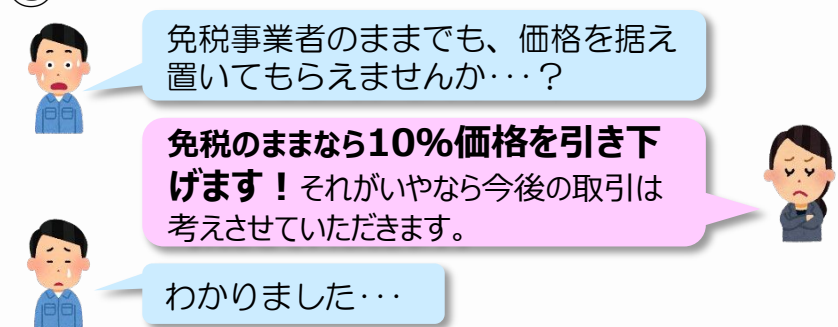 免税事業者のままでも、価格を据え
置いてもらえませんか･･･？
免税のままなら10%価格を引き下
げます！それがいやなら今後の取引は
考えさせていただきます。
わかりました･･･